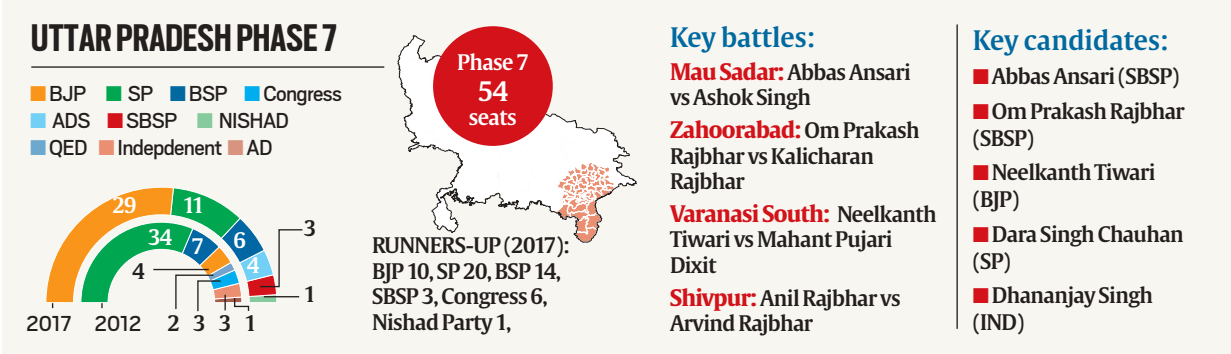 UTTAR PRADESH PHASE 7
BJP SP BSP Congress
ADS SBSP NISHAD
QED Indepdenent AD
29 11 6 4 3 1
34 7 4 2 3 3 1
2017 2012
Phase 7
54
seats
RUNNERS-UP (2017):
BJP 10, SP 20, BSP 14,
SBSP 3, Congress 6,
Nishad Party 1,
Key battles:
Mau Sadar: Abbas Ansari
vs Ashok Singh
Zahoorabad: Om Prakash
Rajbhar vs Kalicharan
Rajbhar
Varanasi South: Neelkanth
Tiwari vs Mahant Pujari
Dixit
Shivpur: Anil Rajbhar vs
Arvind Rajbhar
Key candidates:
Abbas Ansari (SBSP)
Om Prakash Rajbhar
(SBSP)
Neelkanth Tiwari
(BJP)
Dara Singh Chauhan
(SP)
Dhananjay Singh
(IND)